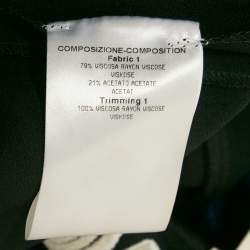 COMPOSIZIONE-COMPOSITION
Fabric 1
79% VISCOSA RAYON VISCOSE
VISKOSE
21% ACETATO ACETATE
ACETAT
Trimming 1
100% VISCOSA RAYON VISCOSE
VISKOSE